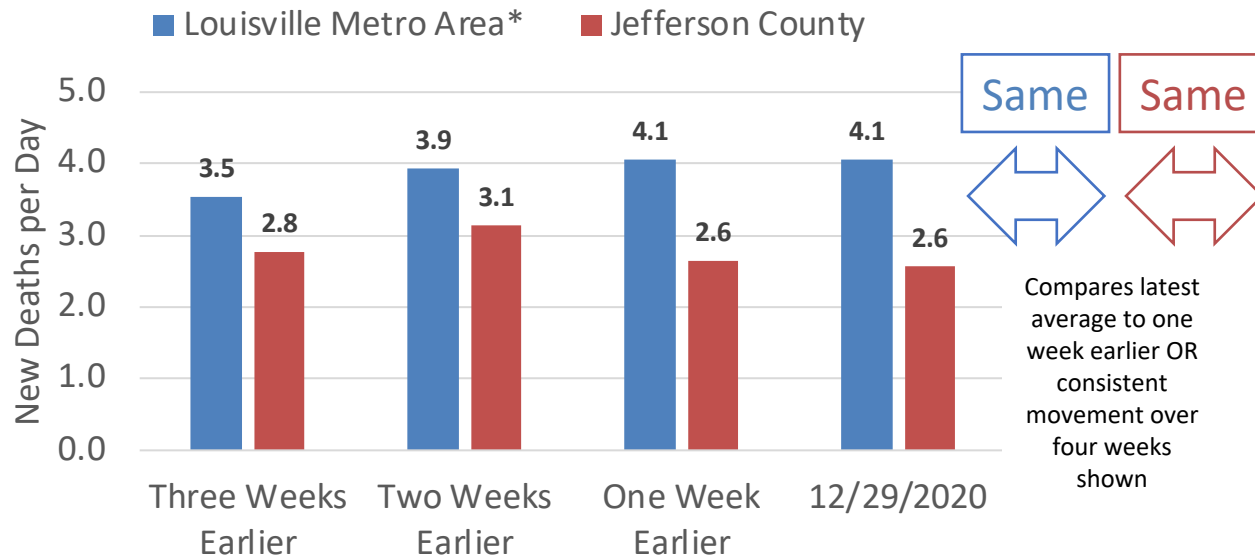 Louisville Metro Area* Jefferson County
Same Same
New Deaths per Day
5.0
4.0
3.0
2.0
1.0
0.0
3.5 2.8 3.9 3.1 4.1 2.6 4.1 2.6
Three Weeks
Earlier
Two Weeks
Earlier
One Week
Earlier
12/29/2020
Compares latest
average to one
week earlier OR
consistent
movement over
four weeks
shown